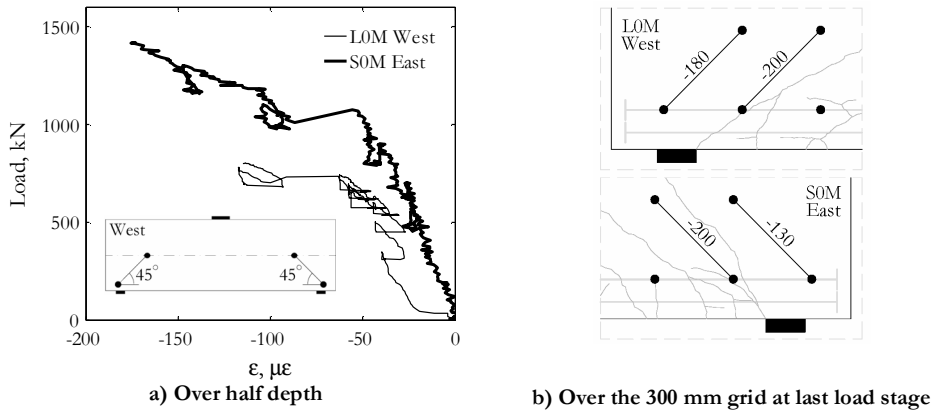 1500
1000
500
0
Load, kN
L0M West
S0M East
West
45°
45°
-200
-150
-100
-50
0
ε, με
a) Over half depth
L0M
West
-180
-200
S0M
East
-200
-130
b) Over the 300 mm grid at last load stage